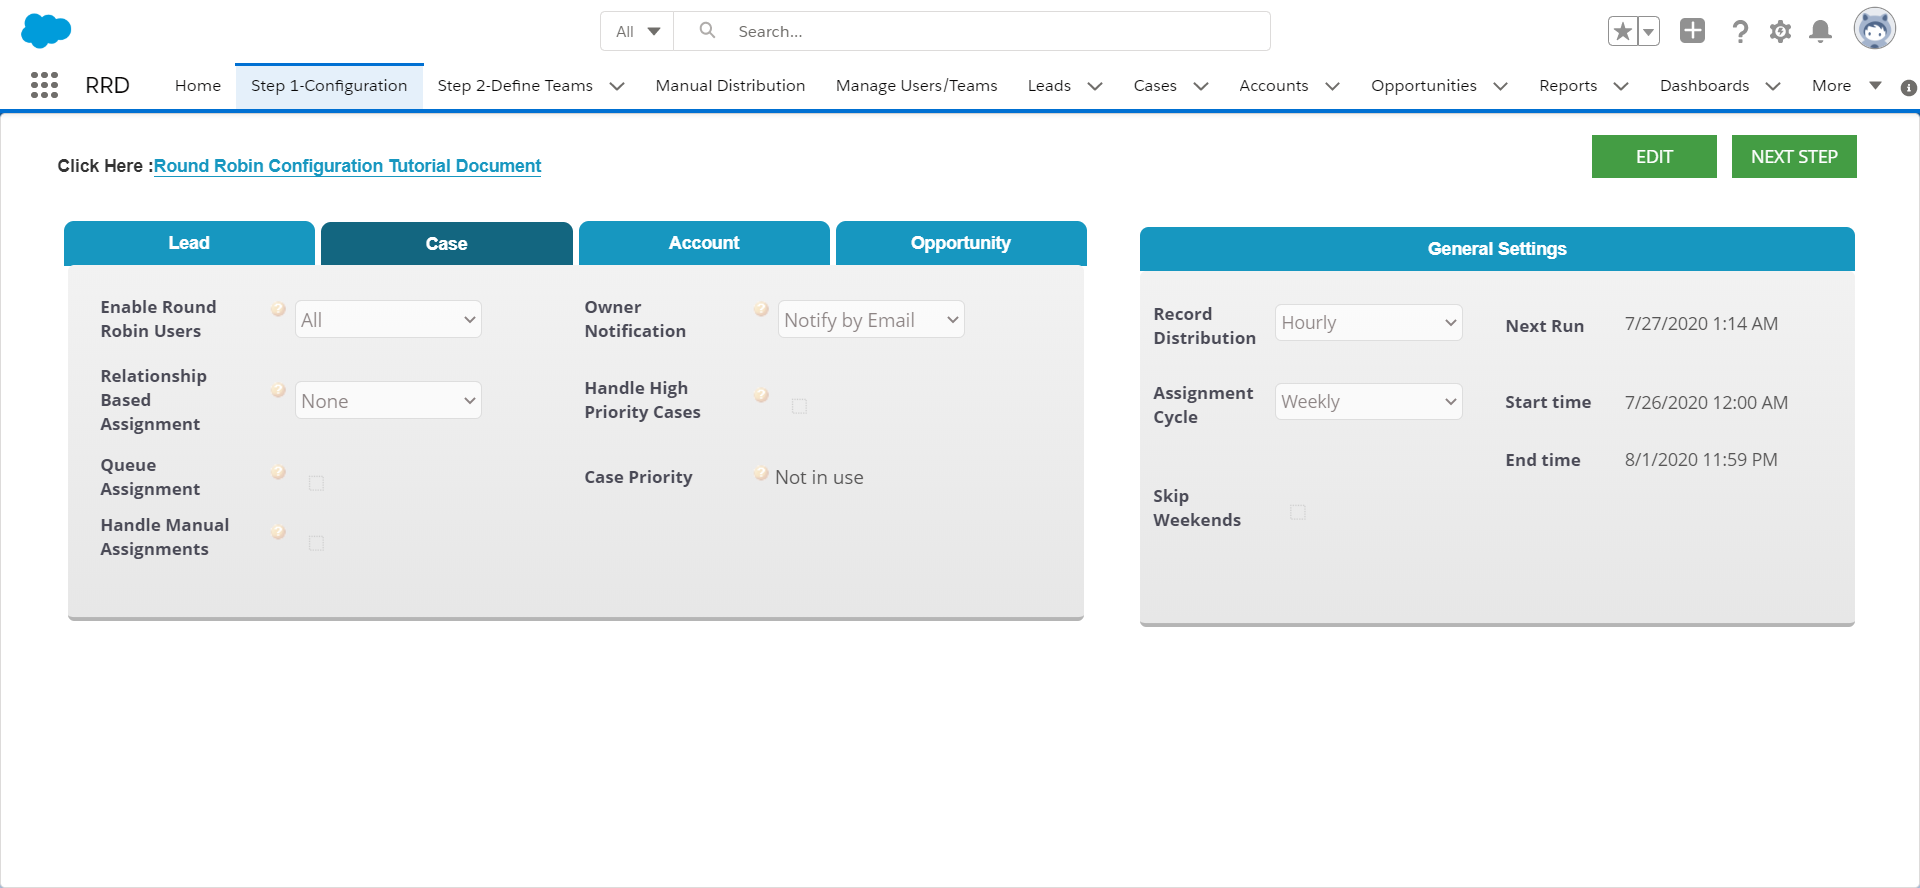 All
Search...
RRD
Home
Step 1-Configuration
Step 2-Define Teams
Manual Distribution
Manage Users/Teams
Leads
Cases
Accounts
Opportunities
Reports
Dashboards
More
Click Here :Round Robin Configuration Tutorial Document
EDIT
NEXT STEP
Lead
Case
Account
Opportunity
Enable Round
Robin Users
All
Owner
Notification
Notify by Email
Relationship
Based
Assignment
None
Handle High
Priority Cases
Queue
Assignment
Case Priority
Not in use
Handle Manual
Assignments
General Settings
Record
Distribution
Hourly
Next Run
7/27/2020 1:14 AM
Assignment
Cycle
Weekly
Start time
7/26/2020 12:00 AM
End time
8/1/2020 11:59 PM
Skip
Weekends